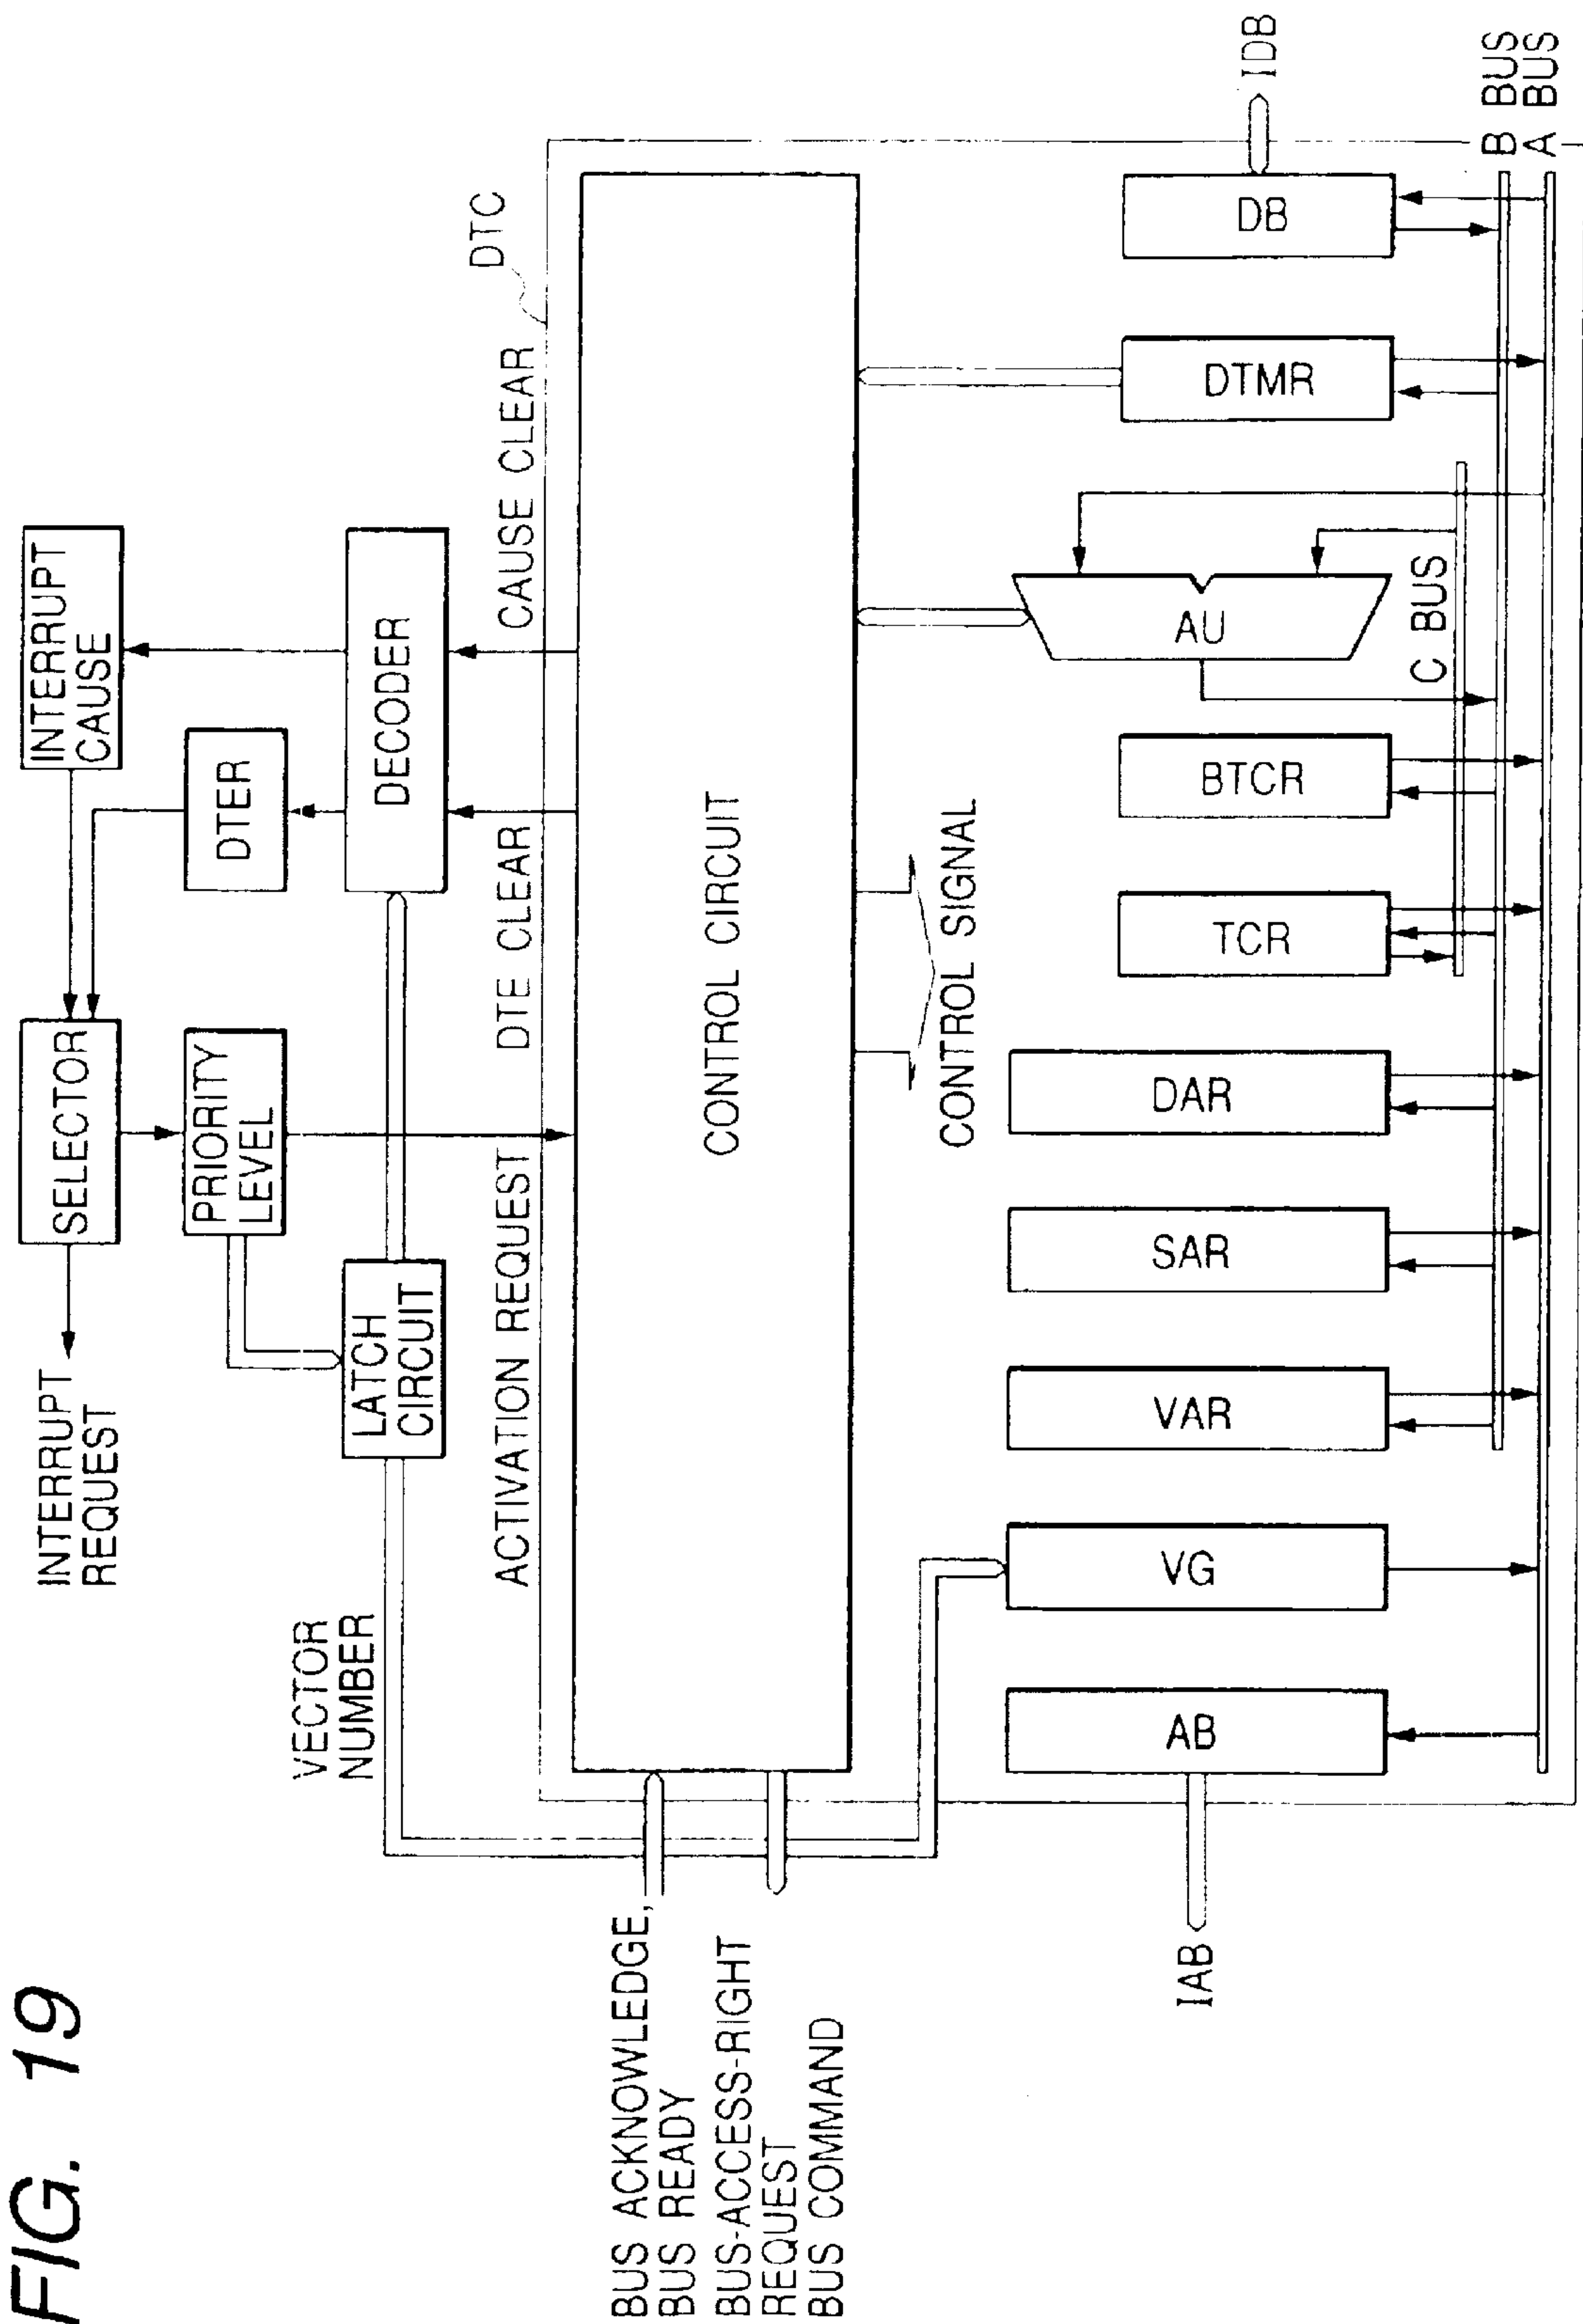 FIG. 19
INTERRUPT
REQUEST
SELECTOR
INTERRUPT
CAUSE
PRIORITY
LEVEL
DTER
VECTOR
NUMBER
LATCH
CIRCUIT
DECODER
ACTIVATION REQUEST
DTE CLEAR
CAUSE CLEAR
DTC
BUS ACKNOWLEDGE,
BUS READY
BUS-ACCESS-RIGHT
REQUEST
BUS COMMAND
CONTROL CIRCUIT
CONTROL SIGNAL
IAB
AB
VG
VAR
SAR
DAR
TCR
BTCR
AU
DTMR
DB
IDB
C BUS
B BUS
A BUS